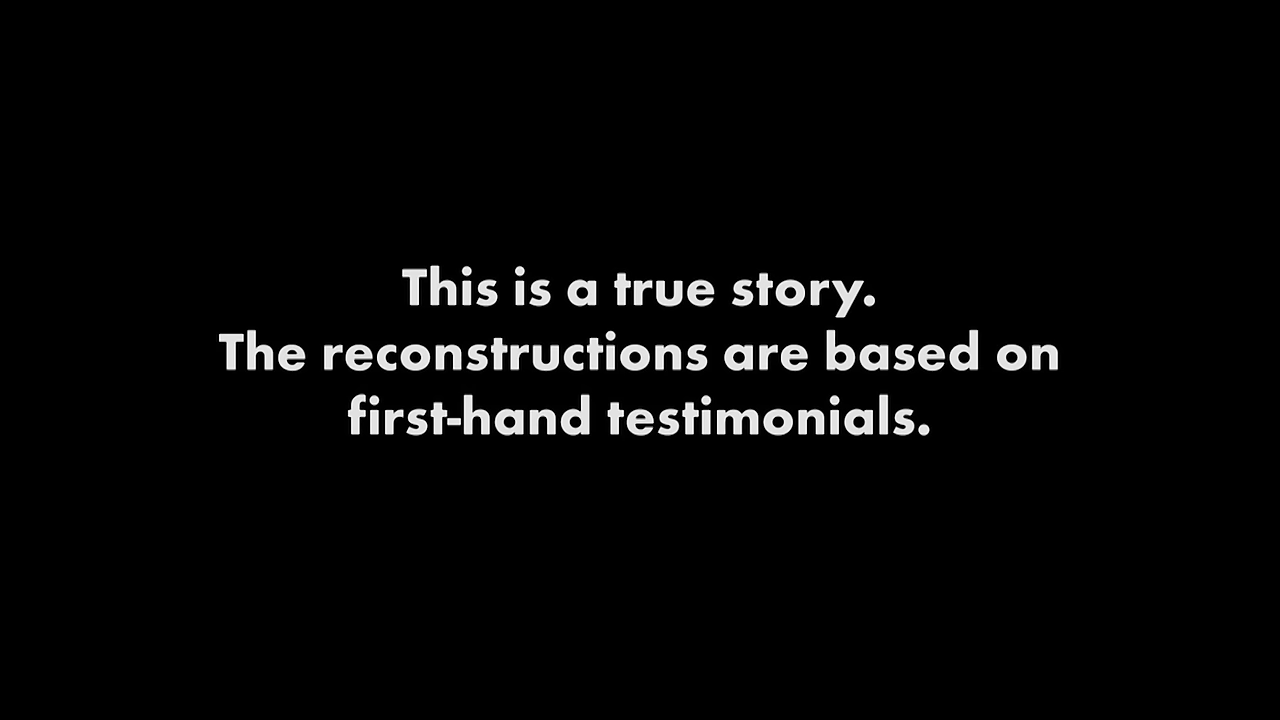 This is a true story.
The reconstructions are based on
first-hand testimonials.